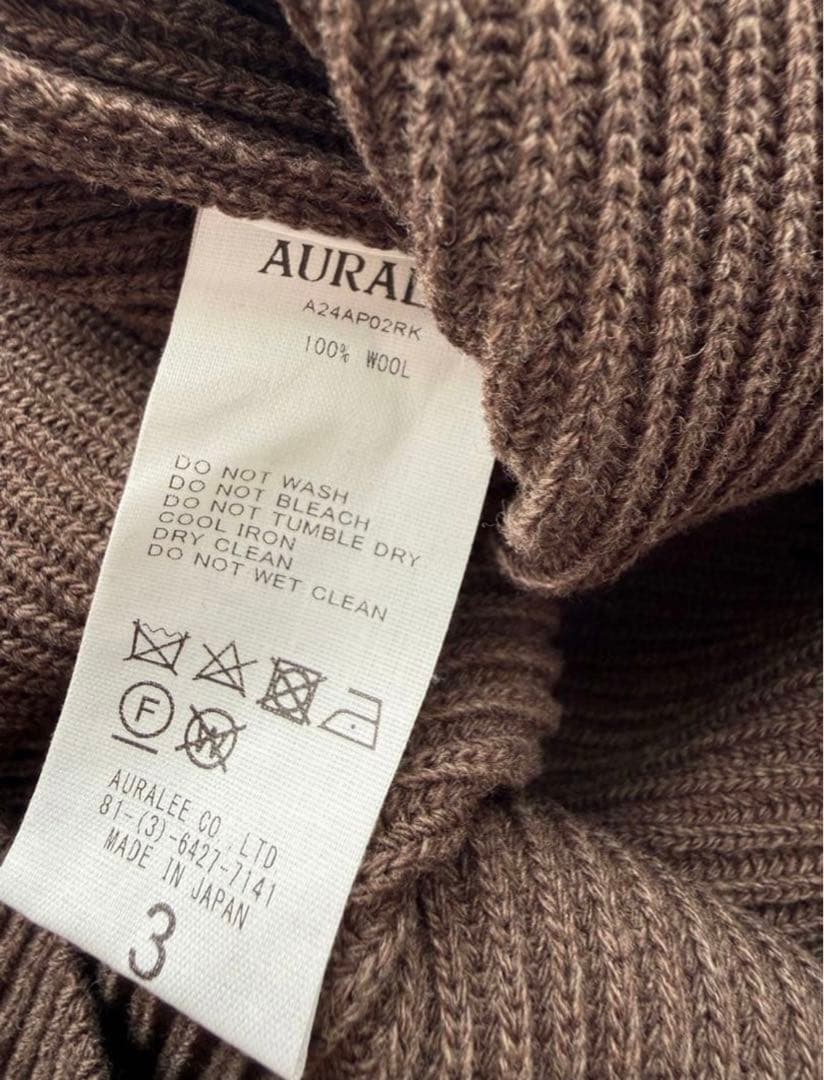 AURAL
A24AP02RK
100% WOOL
DO NOT WASH
DO NOT BLEACH
DO NOT TUMBLE DRY
COOL IRON
DRY CLEAN
DO NOT WET CLEAN
F W
AURALEE CO.,LTD
81-(3)-6427-7141
MADE IN JAPAN
3